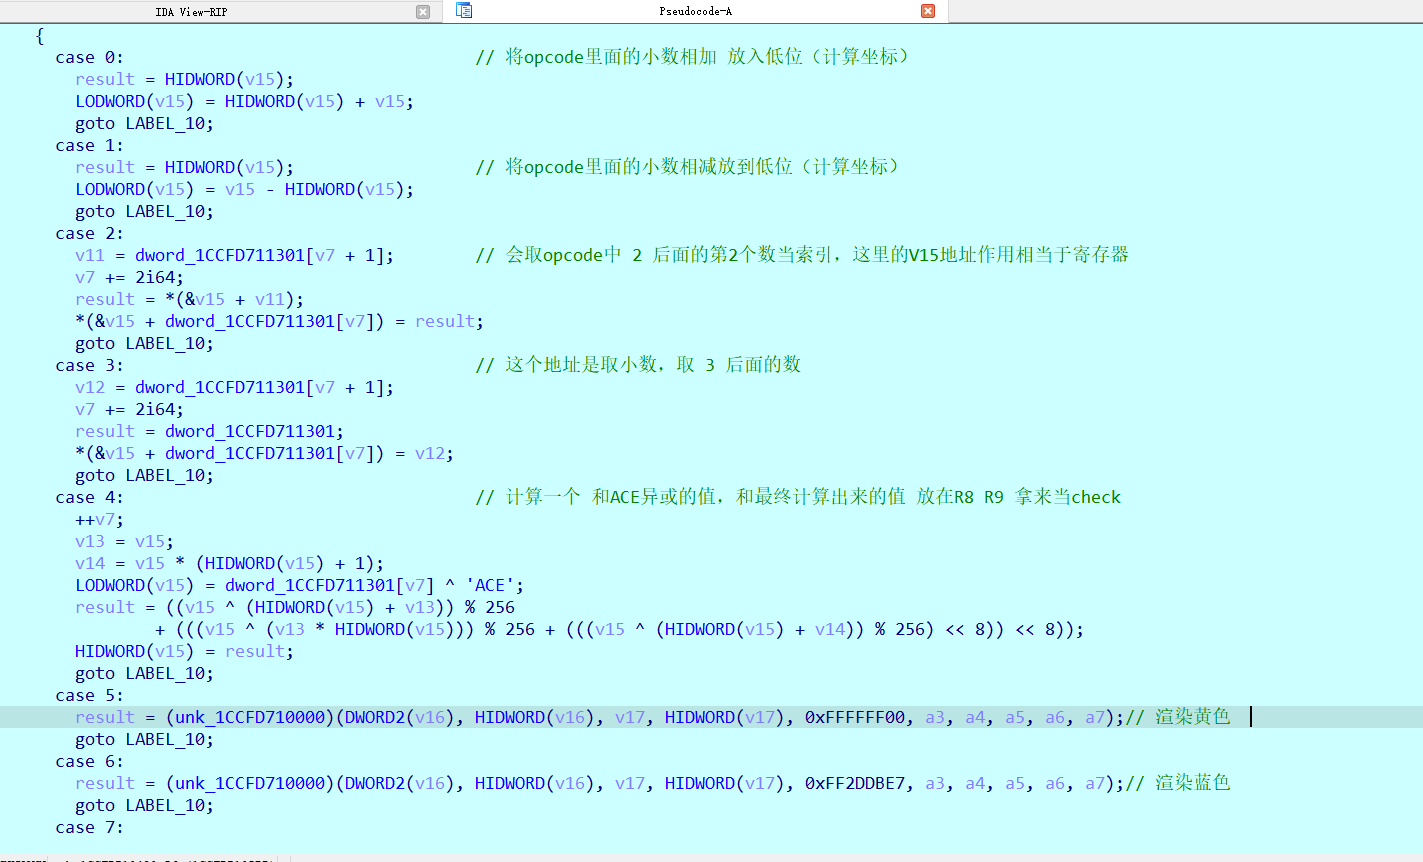 IDA View-RIP
Pseudocode-A
{
case 0: // 将opcode里面的小数相加 放入低位（计算坐标）
result = HIDWORD(v15);
LODWORD(v15) = HIDWORD(v15) + v15;
goto LABEL_10;
case 1:
result = HIDWORD(v15); // 将opcode里面的小数相减放到低位（计算坐标）
LODWORD(v15) = v15 - HIDWORD(v15);
goto LABEL_10;
case 2:
v11 = dword_1CCFD711301[v7 + 1]; // 会取opcode中 2 后面的第2个数当索引，这里的V15地址作用相当于寄存器
v7 += 2i64;
result = *(&v15 + v11);
*(&v15 + dword_1CCFD711301[v7]) = result;
goto LABEL_10;
case 3: // 这个地址是取小数，取 3 后面的数
v12 = dword_1CCFD711301[v7 + 1];
v7 += 2i64;
result = dword_1CCFD711301;
*(&v15 + dword_1CCFD711301[v7]) = v12;
goto LABEL_10;
case 4: // 计算一个 和ACE异或的值，和最终计算出来的值 放在R8 R9 拿来当check
++v7;
v13 = v15;
v14 = v15 * (HIDWORD(v15) + 1);
LODWORD(v15) = dword_1CCFD711301[v7] ^ 'ACE';
result = ((v15 ^ (HIDWORD(v15) + v13)) % 256
+ (((v15 ^ (v13 * HIDWORD(v15))) % 256 + (((v15 ^ (HIDWORD(v15) + v14)) % 256) << 8)) << 8));
HIDWORD(v15) = result;
goto LABEL_10;
case 5:
result = (unk_1CCFD710000)(DWORD2(v16), HIDWORD(v16), v17, HIDWORD(v17), 0xFFFFFF00, a3, a4, a5, a6, a7);// 渲染黄色
goto LABEL_10;
case 6:
result = (unk_1CCFD710000)(DWORD2(v16), HIDWORD(v16), v17, HIDWORD(v17), 0xFF2DDBE7, a3, a4, a5, a6, a7);// 渲染蓝色
goto LABEL_10;
case 7: